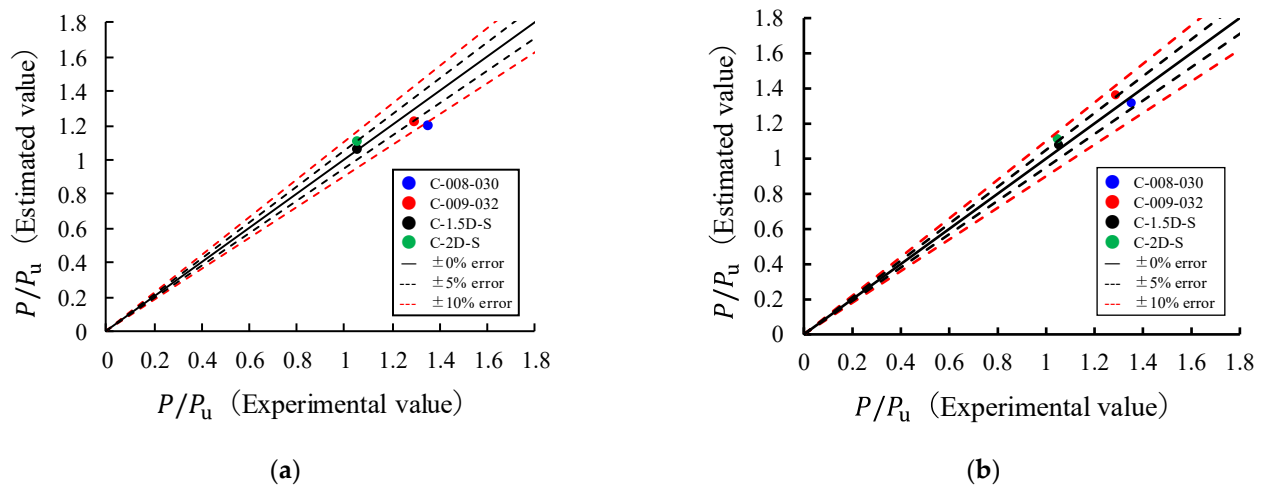 1.8
1.6
1.4
1.2
1
0.8
0.6
0.4
0.2
0
P/Pu （Estimated value）
C-008-030
C-009-032
C-1.5D-S
C-2D-S
±0% error
±5% error
±10% error
0 0.2 0.4 0.6 0.8 1 1.2 1.4 1.6 1.8
P/Pu （Experimental value）
(a)
1.8
1.6
1.4
1.2
1
0.8
0.6
0.4
0.2
0
P/Pu （Estimated value）
C-008-030
C-009-032
C-1.5D-S
C-2D-S
±0% error
±5% error
±10% error
0 0.2 0.4 0.6 0.8 1 1.2 1.4 1.6 1.8
P/Pu （Experimental value）
(b)